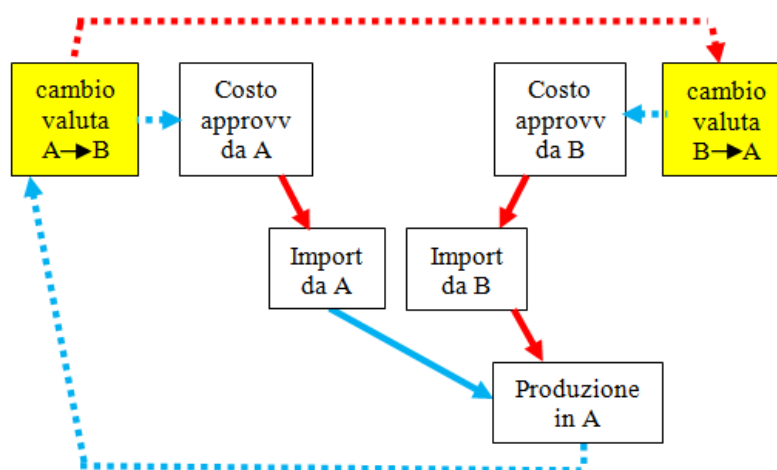 cambio
valuta
A→B
Costo
approvv
da A
Costo
approvv
da B
cambio
valuta
B→A
Import
da A
Import
da B
Produzione
in A